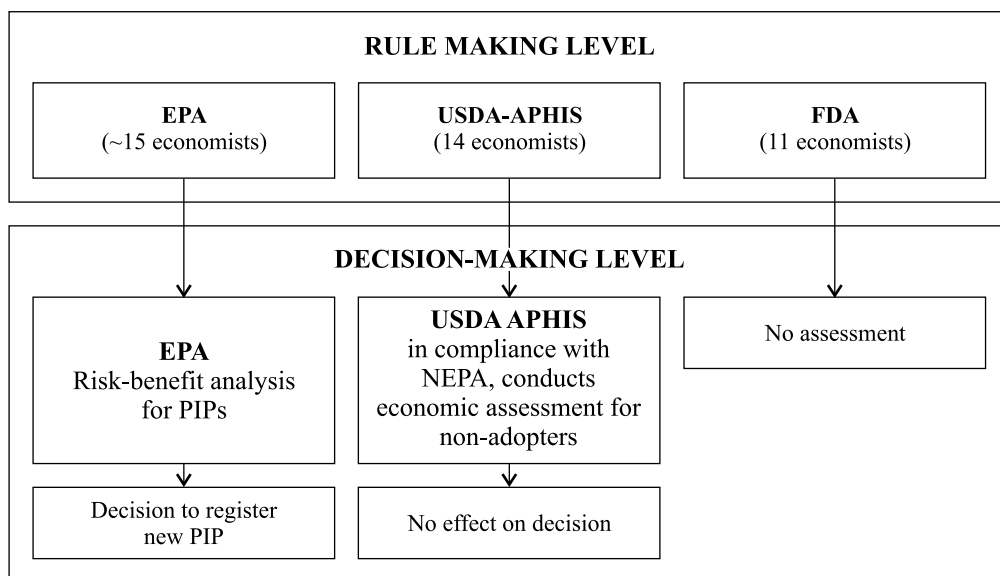 RULE MAKING LEVEL
EPA
(~15 economists)
USDA-APHIS
(14 economists)
FDA
(11 economists)
DECISION-MAKING LEVEL
EPA
Risk-benefit analysis
for PIPs
USDA APHIS
in compliance with
NEPA, conducts
economic assessment for
non-adopters
No assessment
Decision to register
new PIP
No effect on decision